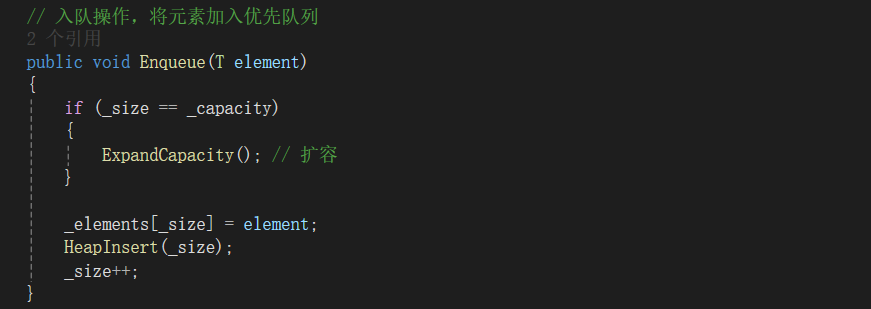 // 入队操作，将元素加入优先队列
2 个引用
public void Enqueue(T element)
{
if (_size == _capacity)
{
ExpandCapacity(); // 扩容
}
_elements[_size] = element;
HeapInsert(_size);
_size++;
}